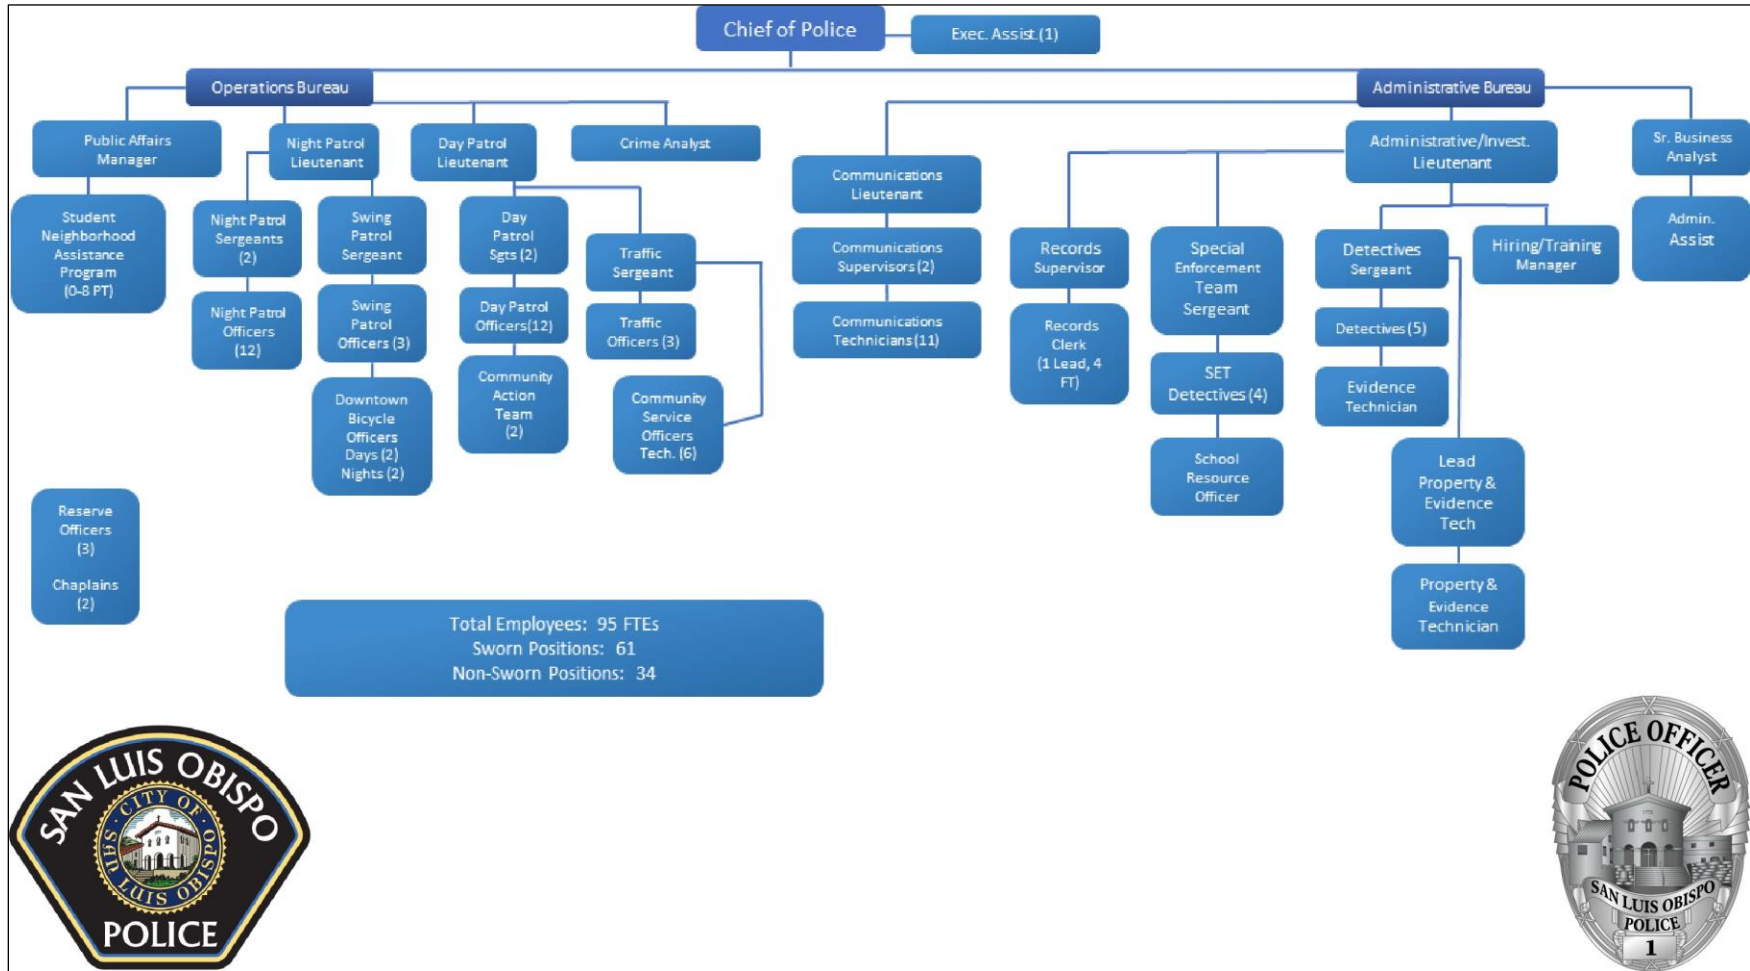 Chief of Police
Exec. Assist.(1)
Operations Bureau
Administrative Bureau
Public Affairs
Manager
Night Patrol
Lieutenant
Day Patrol
Lieutenant
Crime Analyst
Student
Neighborhood
Assistance
Program
(0-8 PT)
Night Patrol
Sergeants
(2)
Night Patrol
Officers
(12)
Swing
Patrol
Sergeant
Swing
Patrol
Officers (3)
Downtown
Bicycle
Officers
Days (2)
Nights (2)
Day
Patrol
Sgts (2)
Day Patrol
Officers(12)
Community
Action
Team
(2)
Traffic
Sergeant
Traffic
Officers (3)
Community
Service
Officers
Tech. (6)
Communications
Lieutenant
Communications
Supervisors (2)
Communications
Technicians (11)
Administrative/Invest.
Lieutenant
Sr. Business
Analyst
Admin.
Assist
Records
Supervisor
Records
Clerk
(1 Lead, 4
FT)
Special
Enforcement
Team
Sergeant
SET
Detectives (4)
School
Resource
Officer
Detectives
Sergeant
Detectives (5)
Evidence
Technician
Hiring/Training
Manager
Lead
Property &
Evidence
Tech
Property &
Evidence
Technician
Reserve
Officers
(3)
Chaplains
(2)
Total Employees: 95 FTEs
Sworn Positions: 61
Non-Sworn Positions: 34
SAN LUIS OBISPO
CITY OF
SAN LUIS OBISPO
POLICE
POLICE OFFICER
SAN LUIS OBISPO
POLICE
1